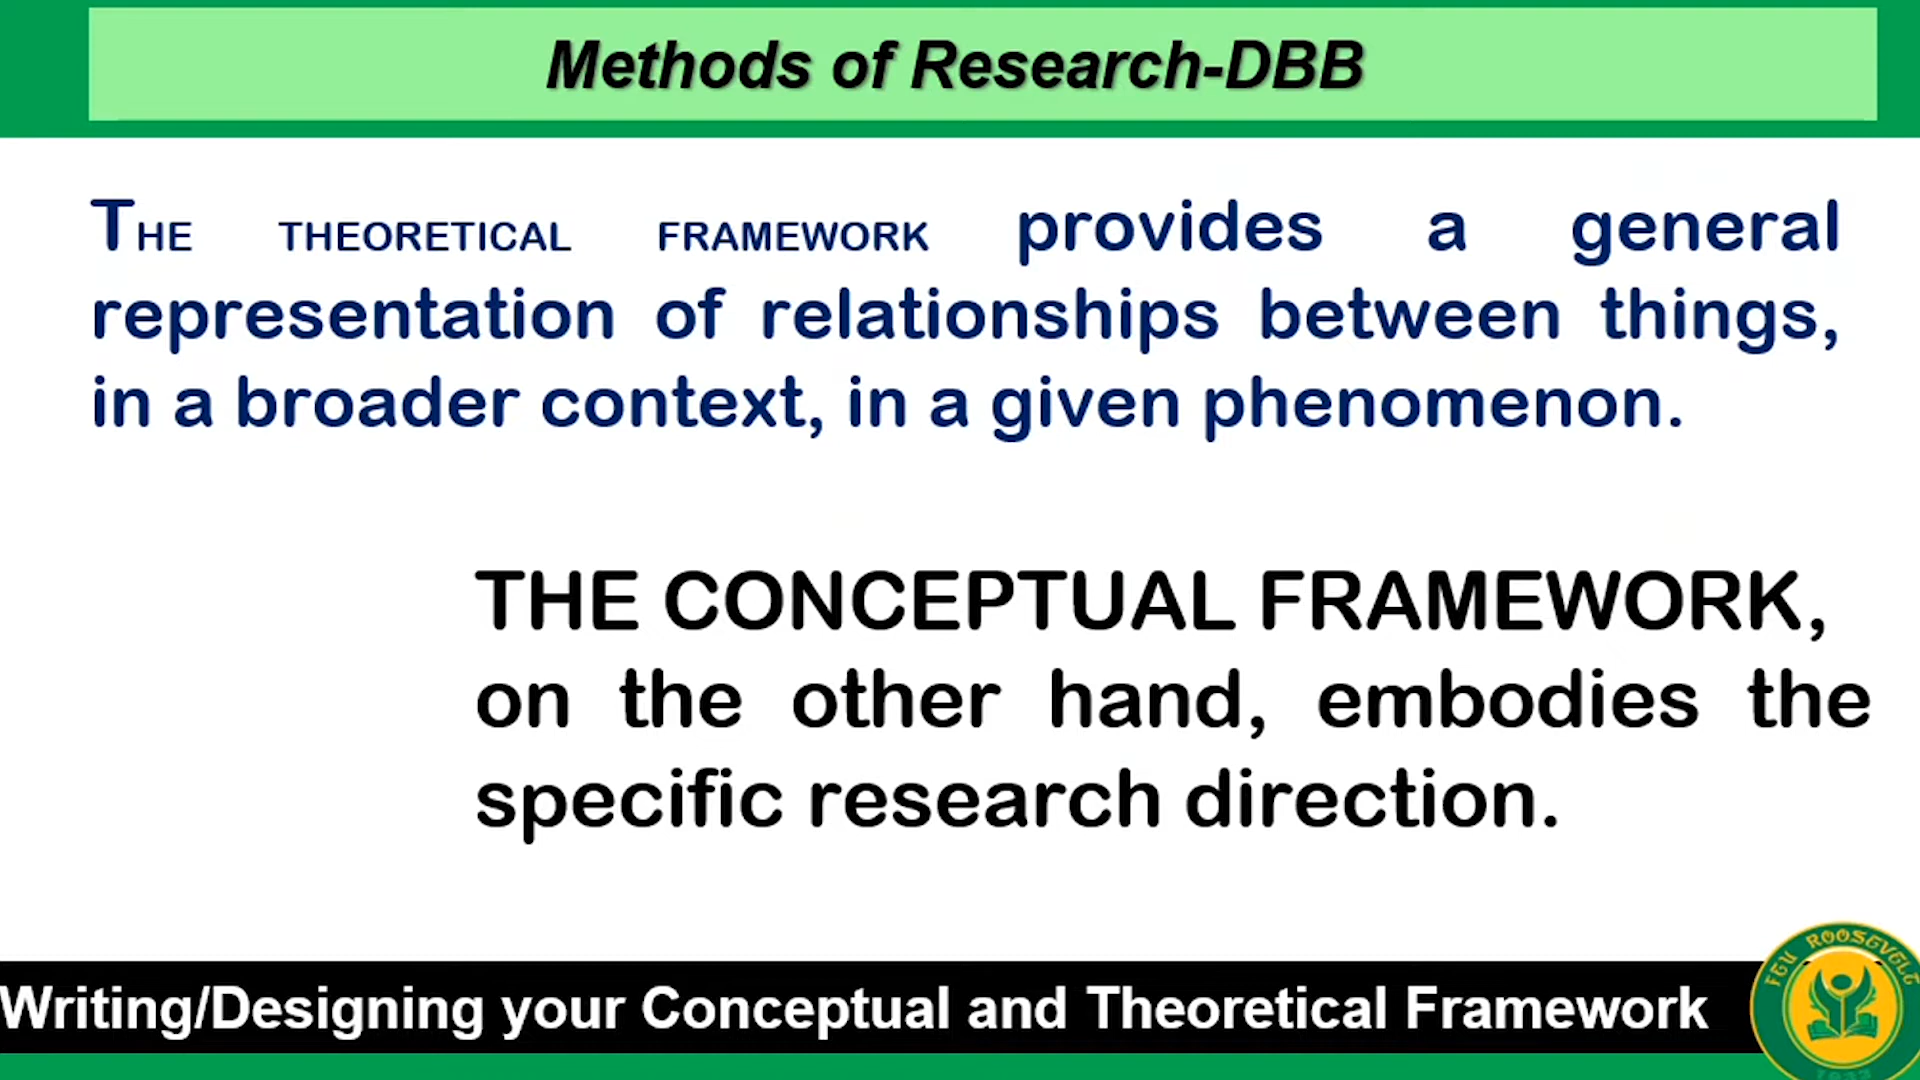 Methods of Research-DBB
THE THEORETICAL FRAMEWORK provides a general
representation of relationships between things,
in a broader context, in a given phenomenon.
THE CONCEPTUAL FRAMEWORK,
on the other hand, embodies the
specific research direction.
Writing/Designing your Conceptual and Theoretical Framework
FEU ROOSEVELT
1933